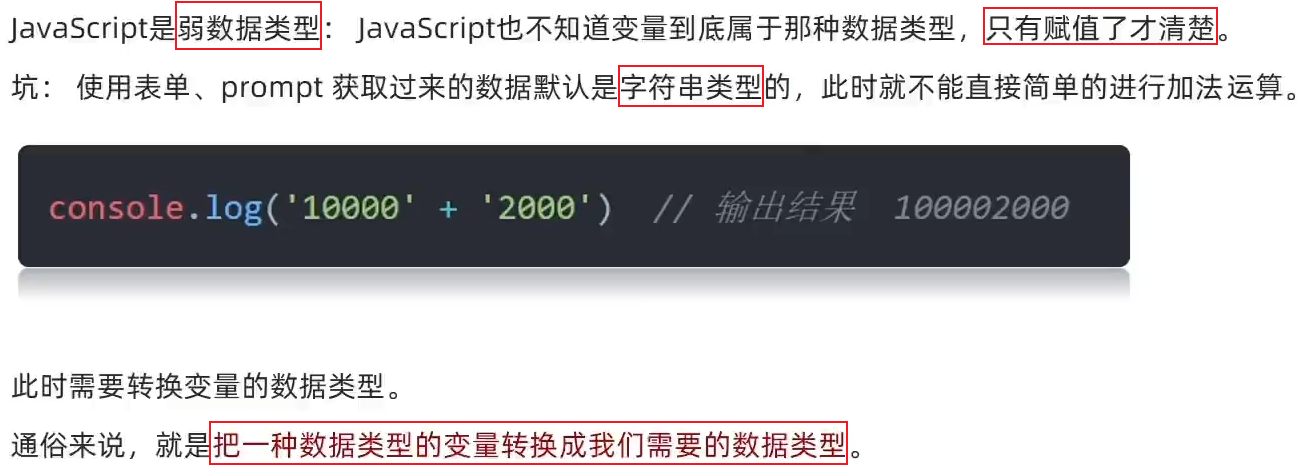 JavaScript是弱数据类型： JavaScript也不知道变量到底属于那种数据类型，只有赋值了才清楚。
坑： 使用表单、prompt 获取过来的数据默认是字符串类型的，此时就不能直接简单的进行加法运算。
console.log('10000' + '2000')  // 输出结果  100002000
此时需要转换变量的数据类型。
通俗来说，就是把一种数据类型的变量转换成我们需要的数据类型。